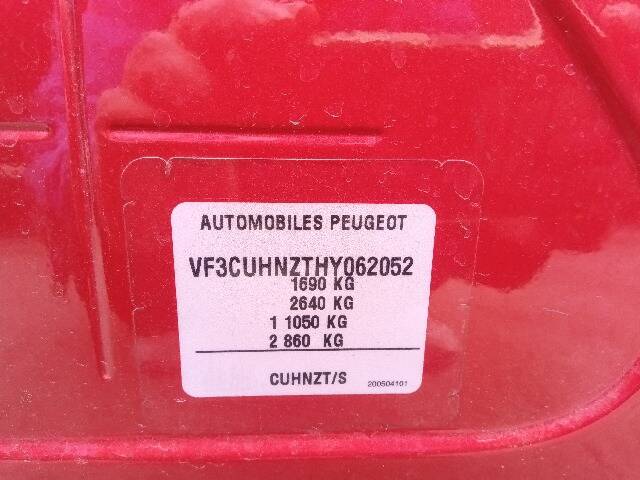 AUTOMOBILES PEUGEOT
VF3CUHNZTHY062052
1690 KG
2640 KG
1 1050 KG
2 860 KG
CUHNZT/S 200504101